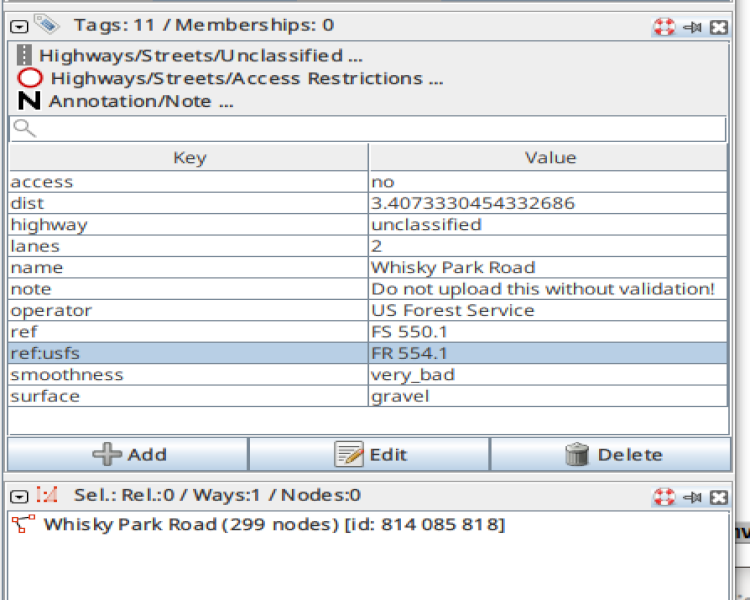 Tags: 11 / Memberships: 0
Highways/Streets/Unclassified ...
Highways/Streets/Access Restrictions ...
N Annotation/Note ...
Key Value
access no
dist 3.4073330454332686
highway unclassified
lanes 2
name Whisky Park Road
note Do not upload this without validation!
operator US Forest Service
ref FS 550.1
ref:usfs FR 554.1
smoothness very_bad
surface gravel
Add Edit Delete
Sel.: Rel.:0 / Ways:1 / Nodes:0
Whisky Park Road (299 nodes) [id: 814 085 818]